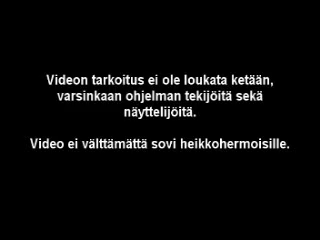 Videon tarkoitus ei ole loukata ketään,
varsinkaan ohjelman tekijöitä sekä
näyttelijöitä.
Video ei välttämättä sovi heikkohermoisille.